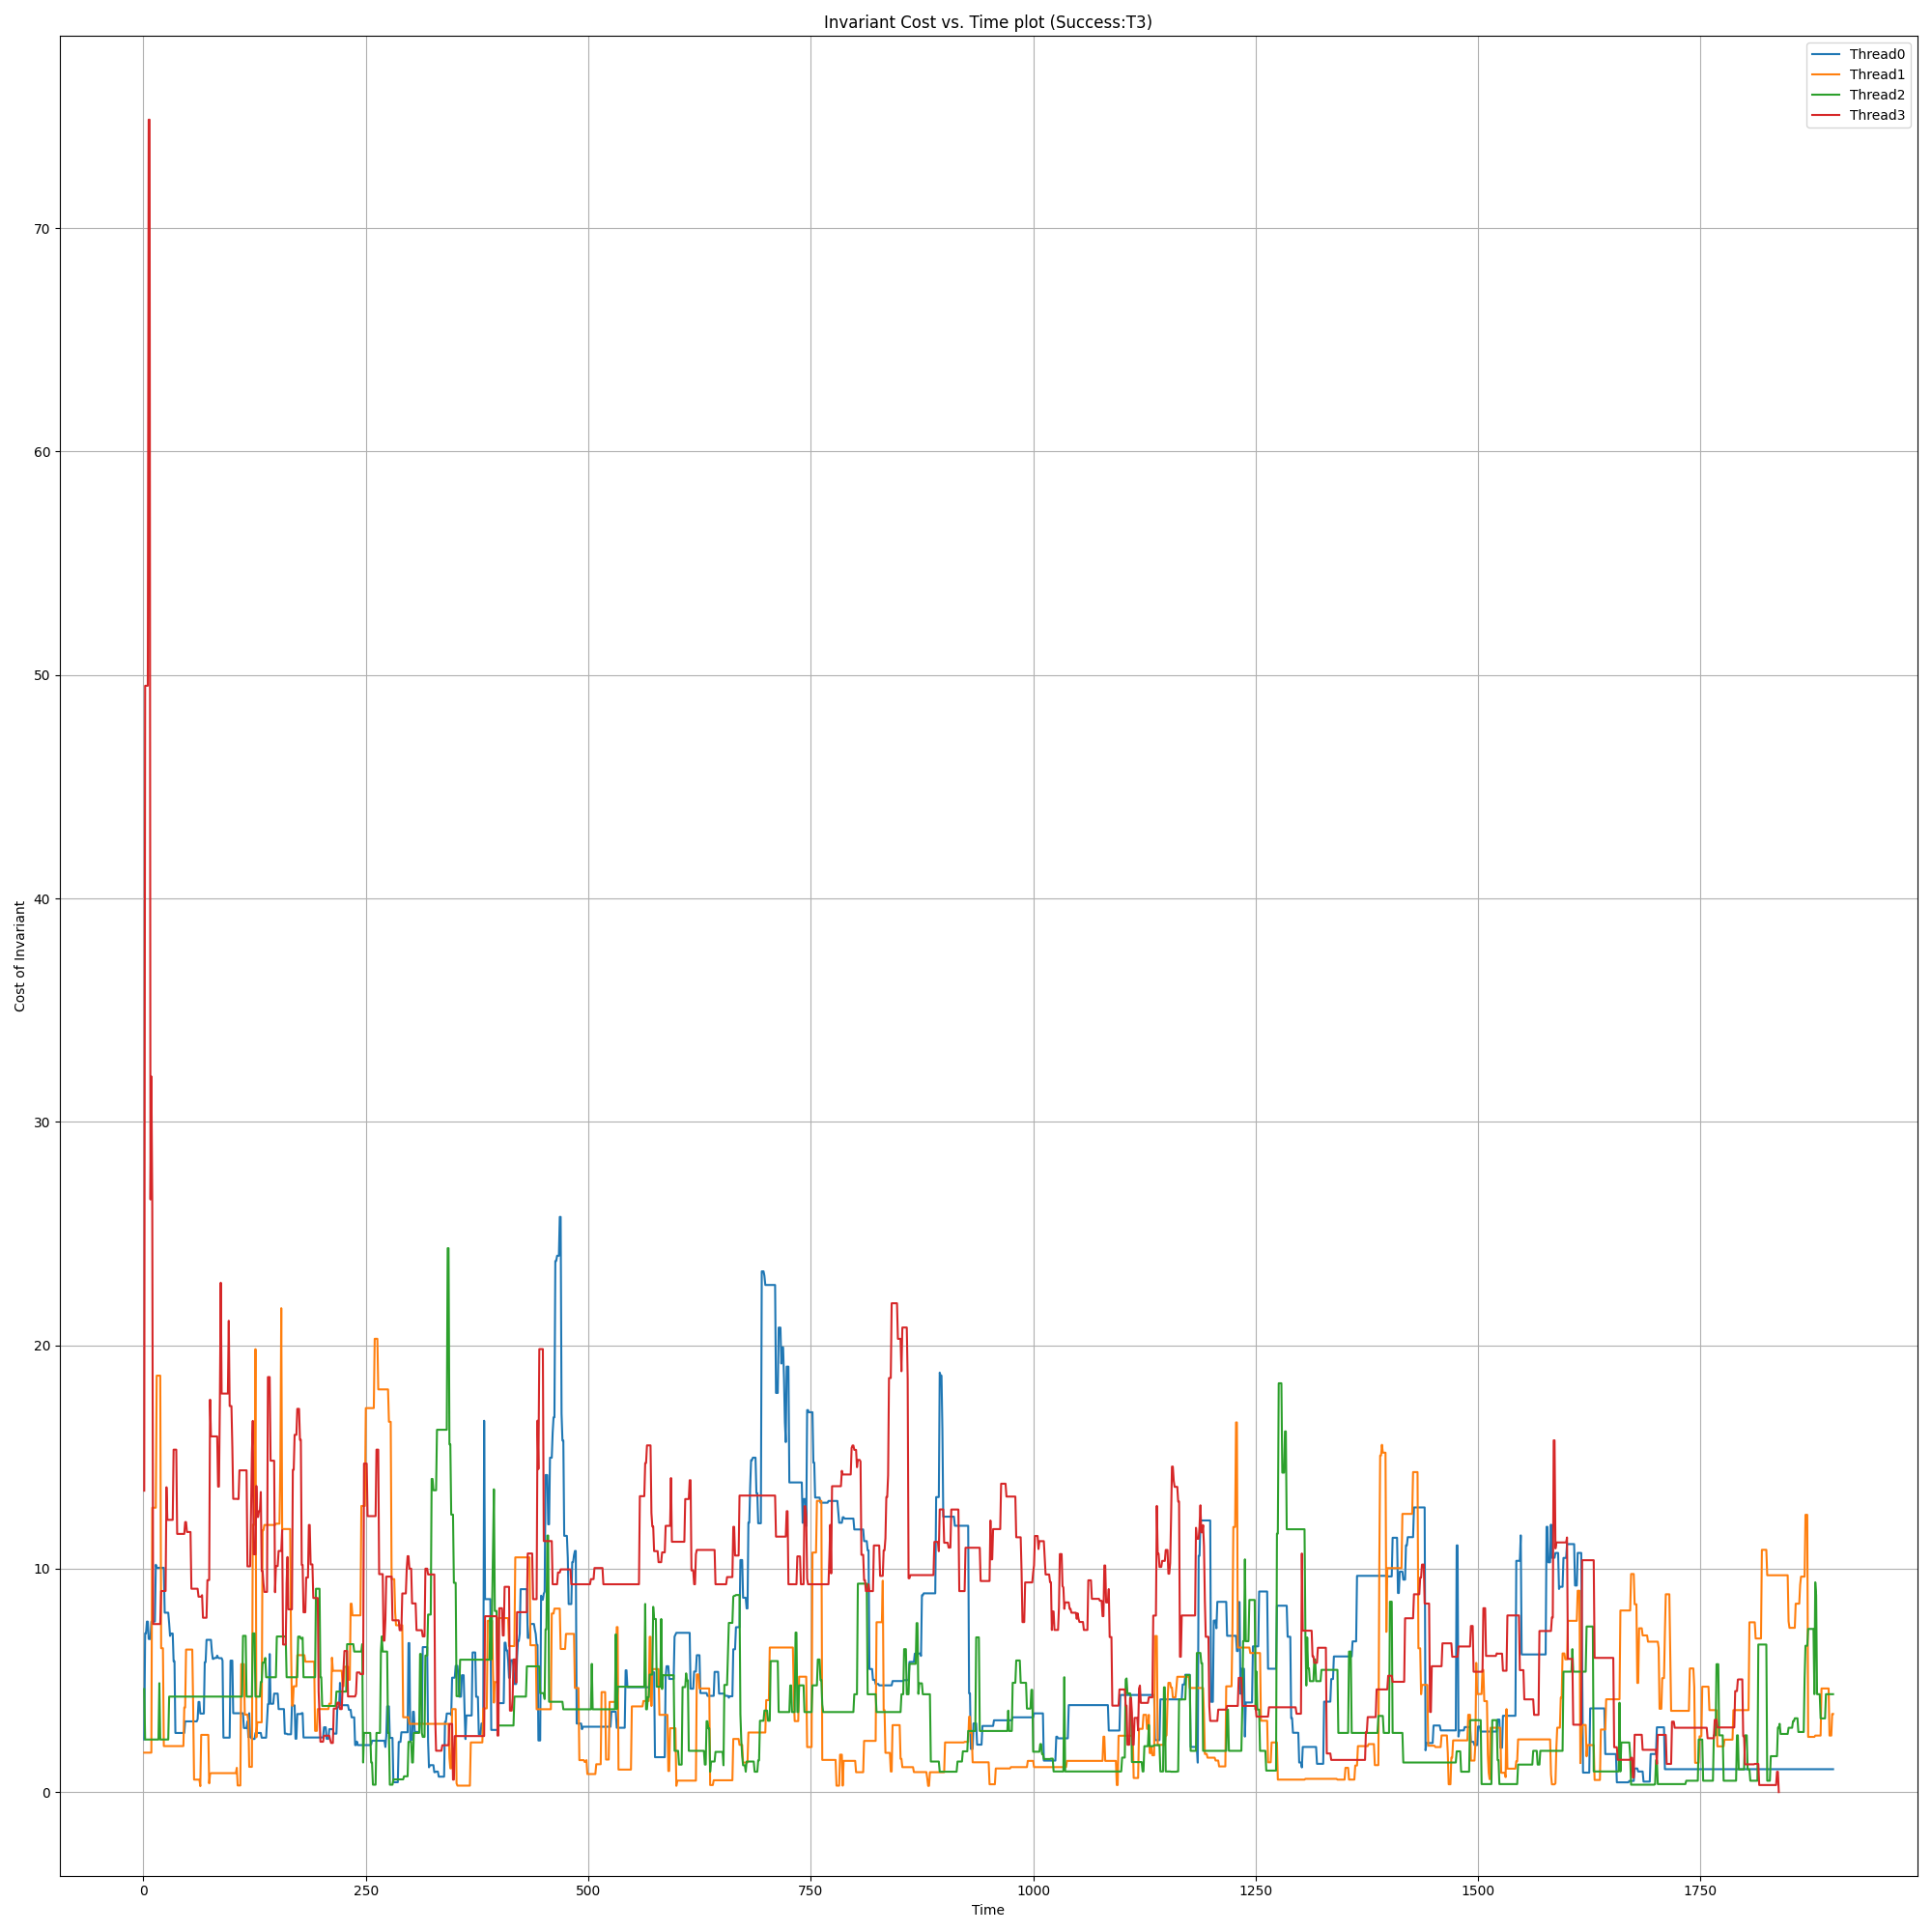 Invariant Cost vs. Time plot (Success:T3)
Thread0
Thread1
Thread2
Thread3
70
60
50
40
30
20
10
0
Cost of Invariant
0 250 500 750 1000 1250 1500 1750
Time